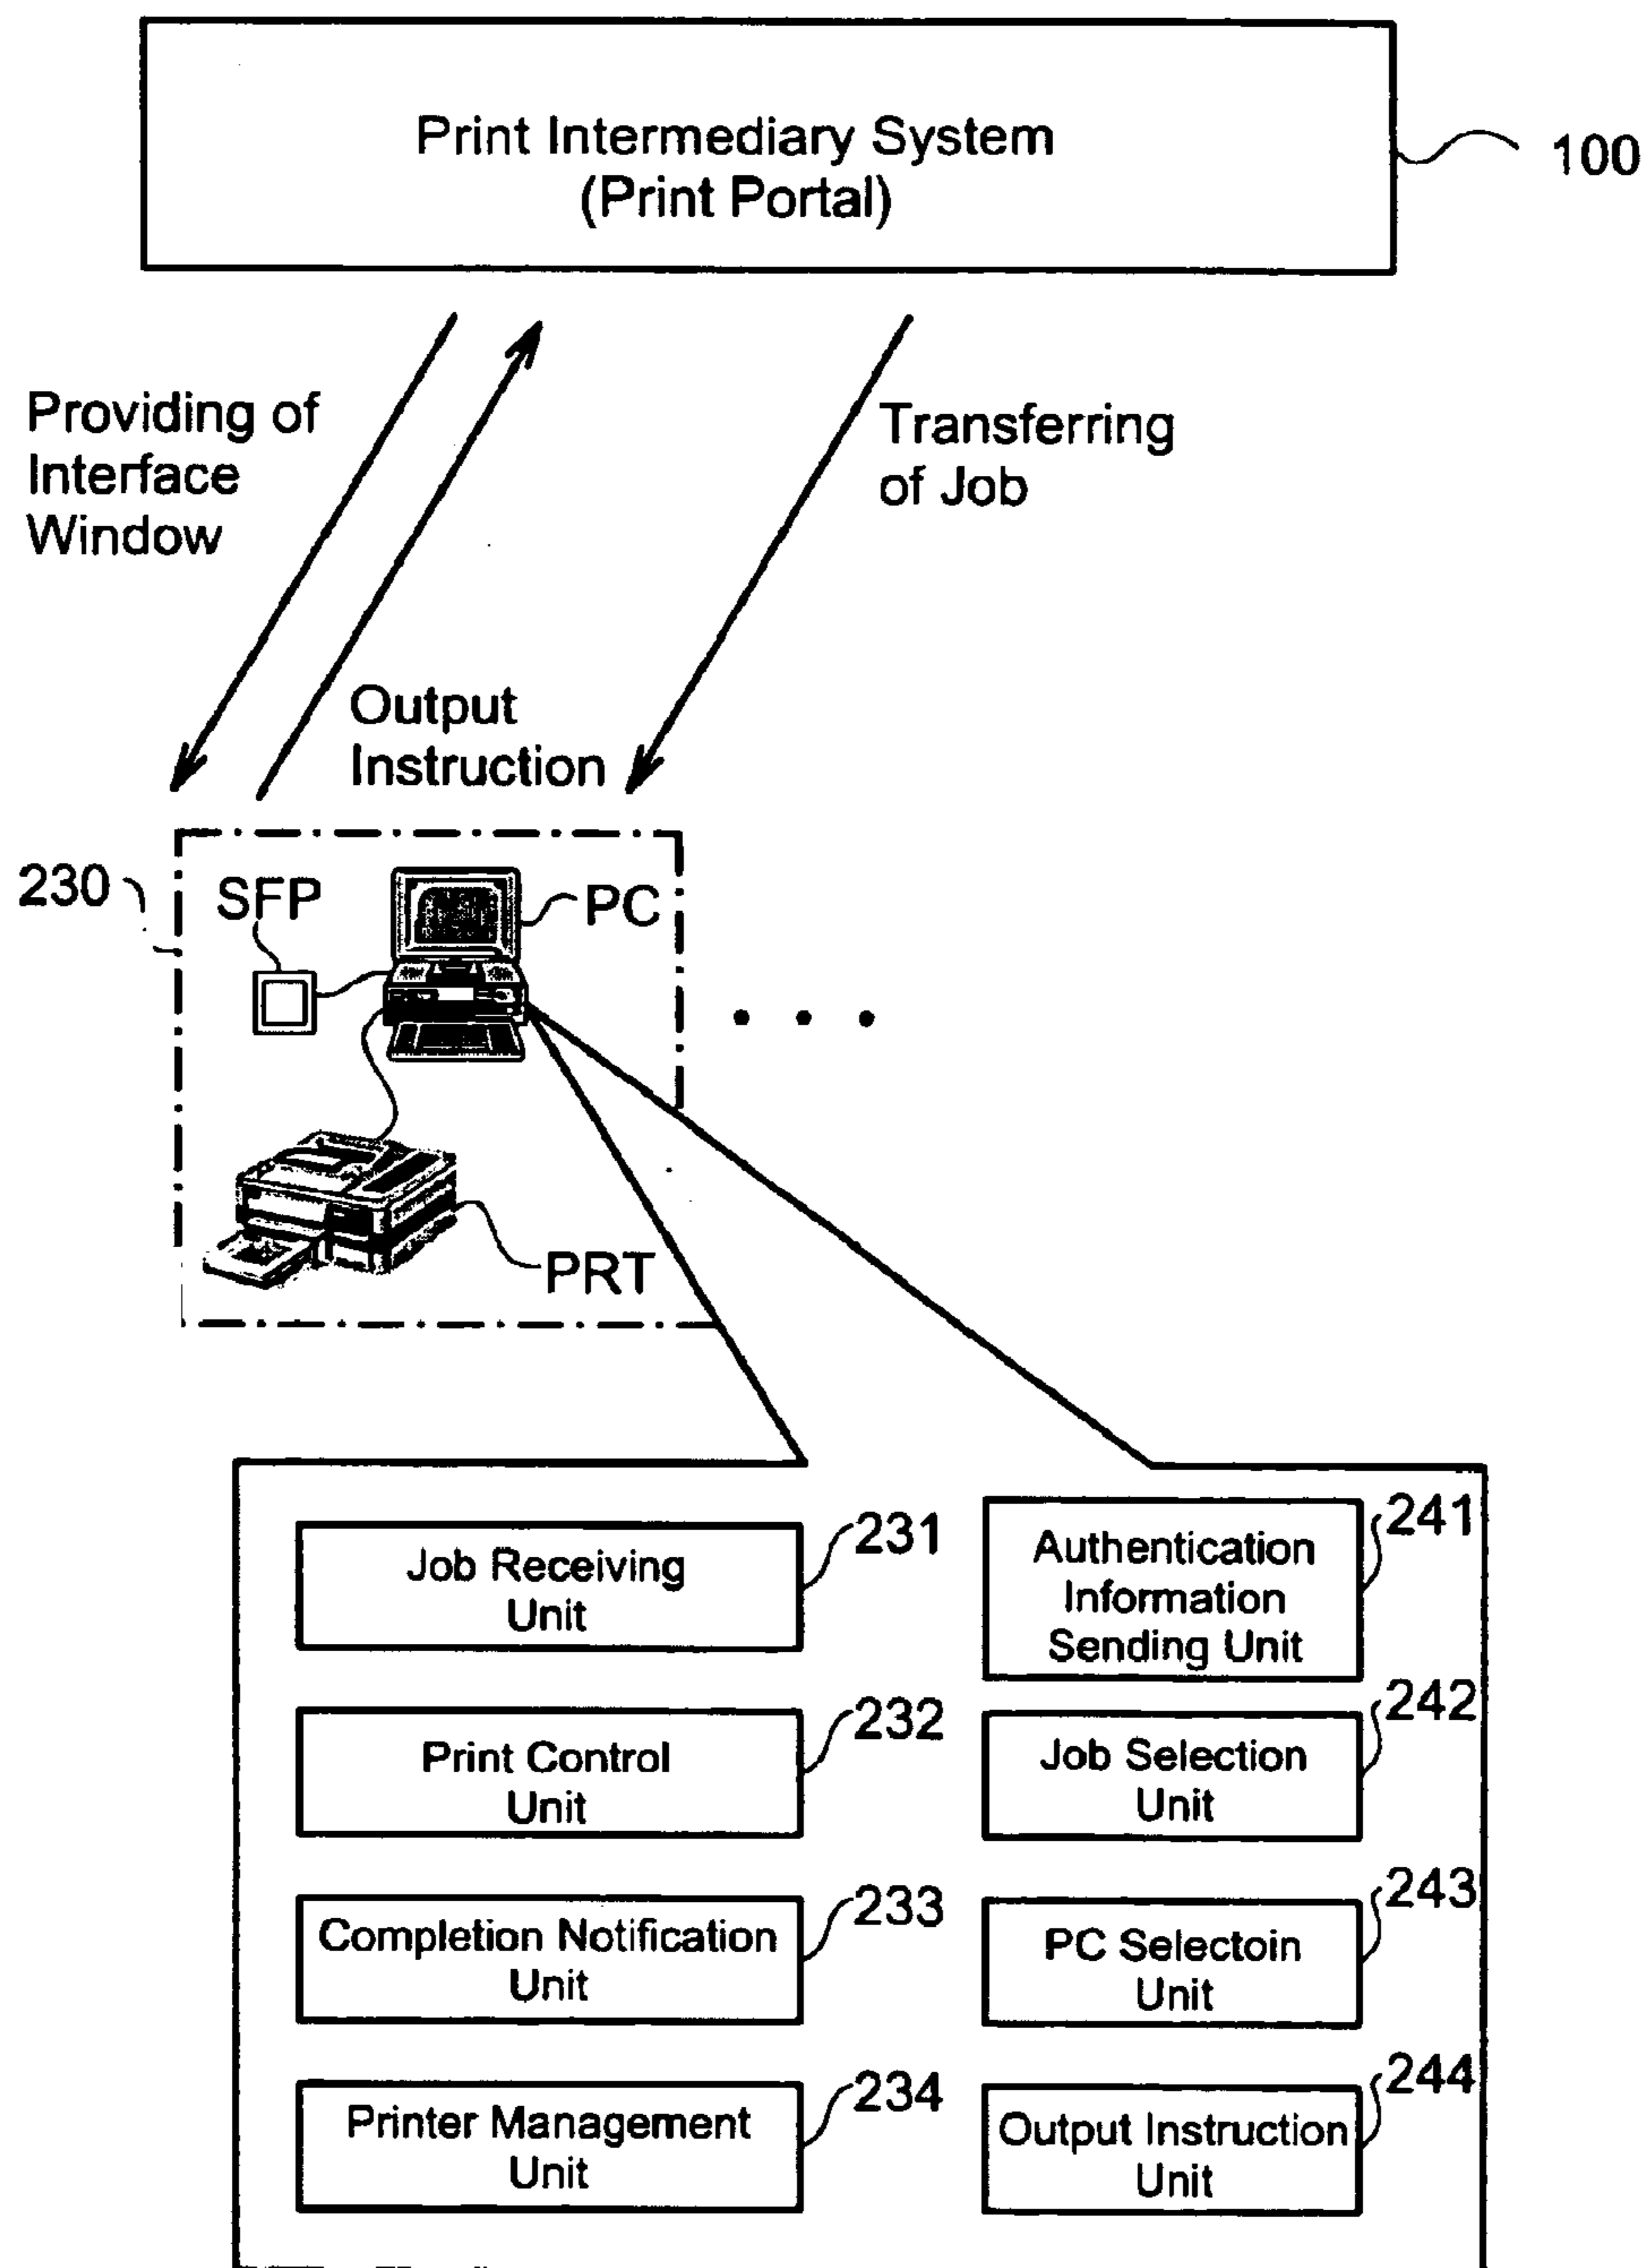 Print Intermediary System
(Print Portal)
100
Providing of
Interface
Window
Transferring
of Job
Output
Instruction
230
SFP
PC
PRT
Job Receiving
Unit
231
Authentication
Information
Sending Unit
241
Print Control
Unit
232
Job Selection
Unit
242
Completion Notification
Unit
233
PC Selectoin
Unit
243
Printer Management
Unit
234
Output Instruction
Unit
244